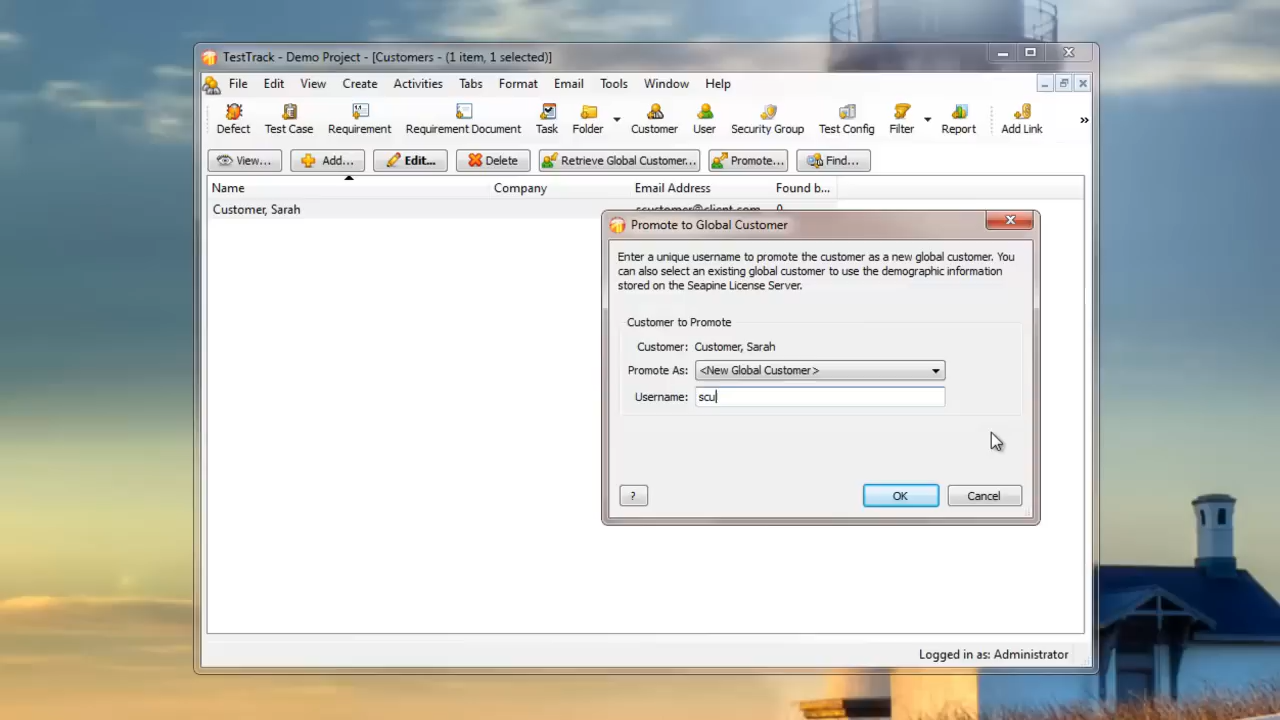 TestTrack - Demo Project - [Customers - (1 item, 1 selected)]
File Edit View Create Activities Tabs Format Email Tools Window Help
Defect Test Case Requirement Requirement Document Task Folder Customer User Security Group Test Config Filter Report Add Link
View... Add... Edit... Delete Retrieve Global Customer... Promote... Find...
Name Company Email Address Found b...
Customer, Sarah scustomer@client.com 0
Promote to Global Customer
Enter a unique username to promote the customer as a new global customer. You
can also select an existing global customer to use the demographic information
stored on the Seapine License Server.
Customer to Promote
Customer: Customer, Sarah
Promote As: <New Global Customer>
Username: scu
? OK Cancel
Logged in as: Administrator